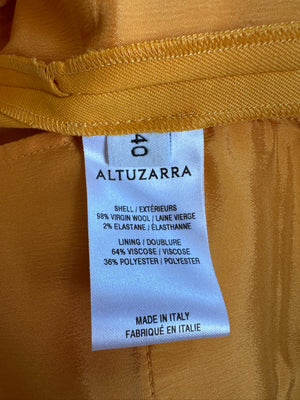 40
ALTUZARRA
SHELL / EXTÉRIEURS
98% VIRGIN WOOL / LAINE VIERGE
2% ELASTANE / ÉLASTHANNE
LINING / DOUBLURE
64% VISCOSE / VISCOSE
36% POLYESTER / POLYESTER
MADE IN ITALY
FABRIQUÉ EN ITALIE